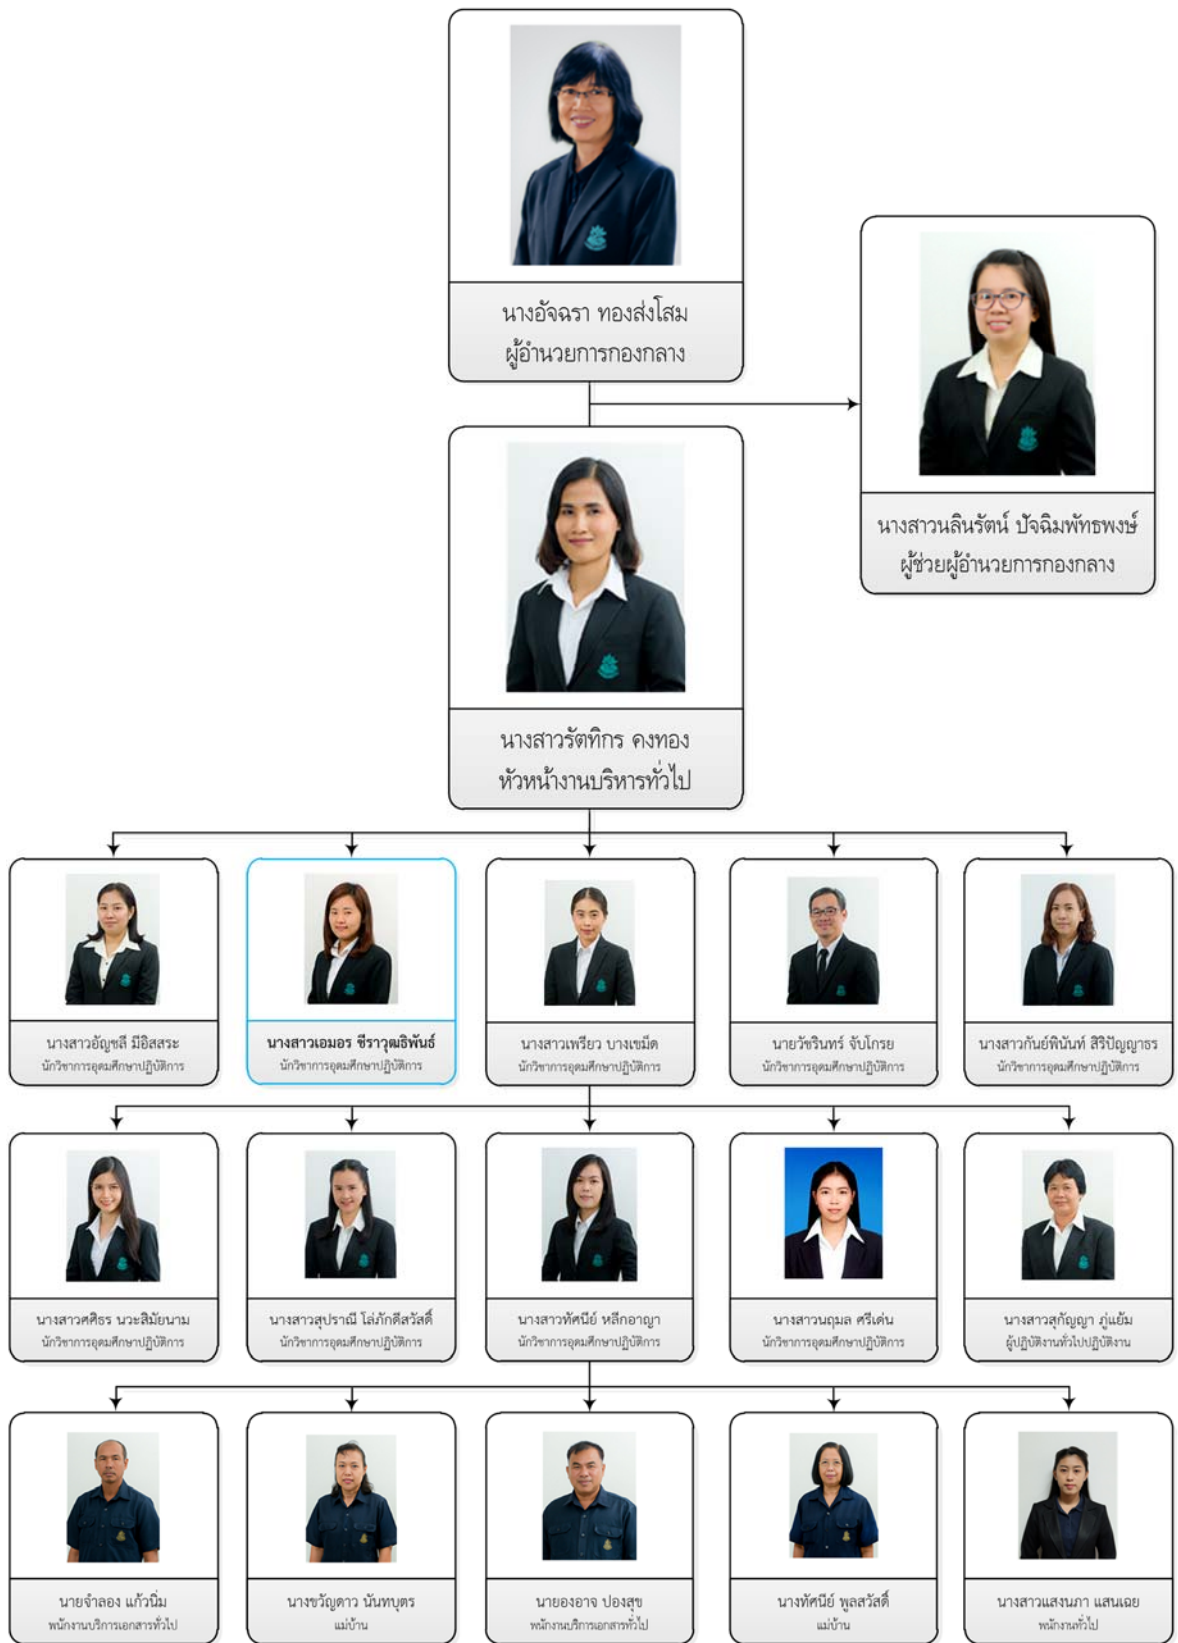 นางอัจฉรา ทองส่งโสม
ผู้อำนวยการกองกลาง
นางสาวนลินรัตน์ ปัจฉิมพัทธพงษ์
ผู้ช่วยผู้อำนวยการกองกลาง
นางสาวรัตทิกร คงทอง
หัวหน้างานบริหารทั่วไป
นางสาวอัญชลี มีอิสสระ
นักวิชาการอุดมศึกษาปฏิบัติการ
นางสาวเอมอร ชีราวุฒธิพันธ์
นักวิชาการอุดมศึกษาปฏิบัติการ
นางสาวเพรียว บางเขม็ด
นักวิชาการอุดมศึกษาปฏิบัติการ
นายวัชรินทร์ จับโกรย
นักวิชาการอุดมศึกษาปฏิบัติการ
นางสาวกันย์พินันท์ สิริปัญญาธร
นักวิชาการอุดมศึกษาปฏิบัติการ
นางสาวศศิธร นวะสิมัยนาม
นักวิชาการอุดมศึกษาปฏิบัติการ
นางสาวสุปราณี โล่ภักดีสวัสดิ์
นักวิชาการอุดมศึกษาปฏิบัติการ
นางสาวทัศนีย์ หลีกอาญา
นักวิชาการอุดมศึกษาปฏิบัติการ
นางสาวนฤมล ศรีเด่น
นักวิชาการอุดมศึกษาปฏิบัติการ
นางสาวสุกัญญา ภู่แย้ม
ผู้ปฏิบัติงานทั่วไปปฏิบัติงาน
นายจำลอง แก้วนิ่ม
พนักงานบริการเอกสารทั่วไป
นางขวัญดาว นันทบุตร
แม่บ้าน
นายองอาจ ปองสุข
พนักงานบริการเอกสารทั่วไป
นางทัศนีย์ พูลสวัสดิ์
แม่บ้าน
นางสาวแสงนภา แสนเฉย
พนักงานทั่วไป